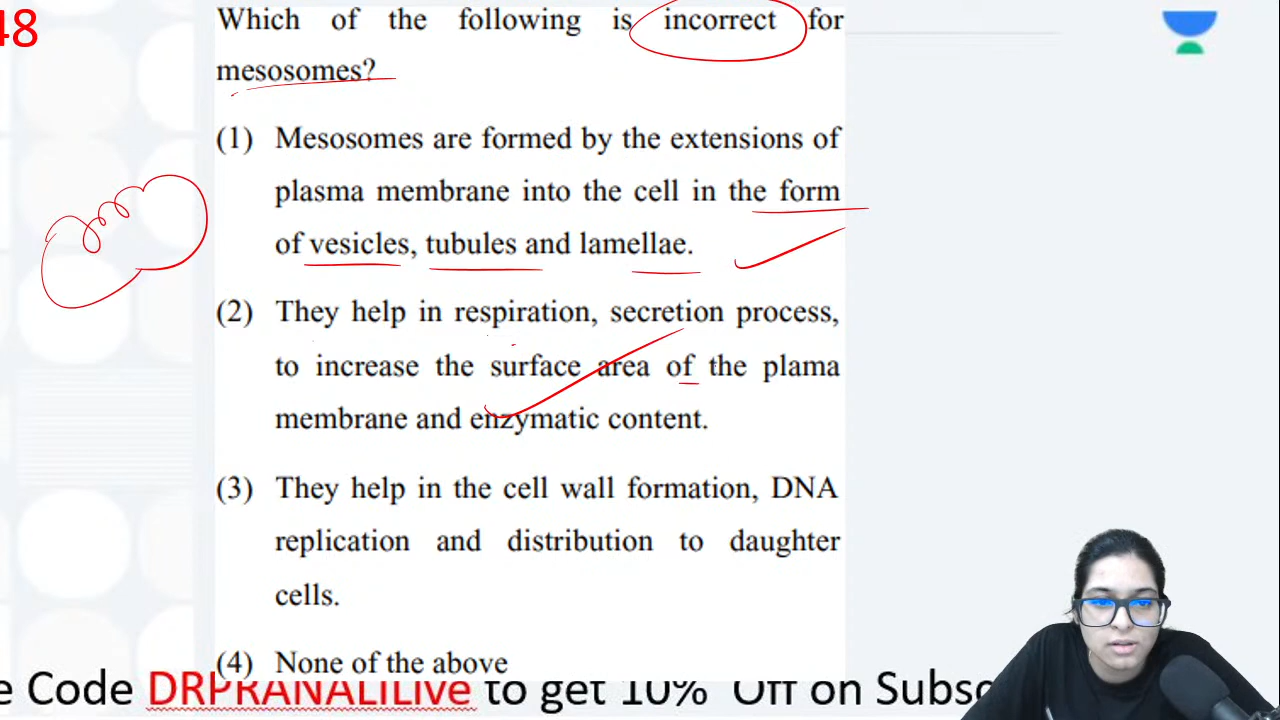 48
Which of the following is incorrect for
mesosomes?
(1) Mesosomes are formed by the extensions of
plasma membrane into the cell in the form
of vesicles, tubules and lamellae.
(2) They help in respiration, secretion process,
to increase the surface area of the plama
membrane and enzymatic content.
(3) They help in the cell wall formation, DNA
replication and distribution to daughter
cells.
(4) None of the above
e Code DRPRANALILive to get 10% Off on Subsc